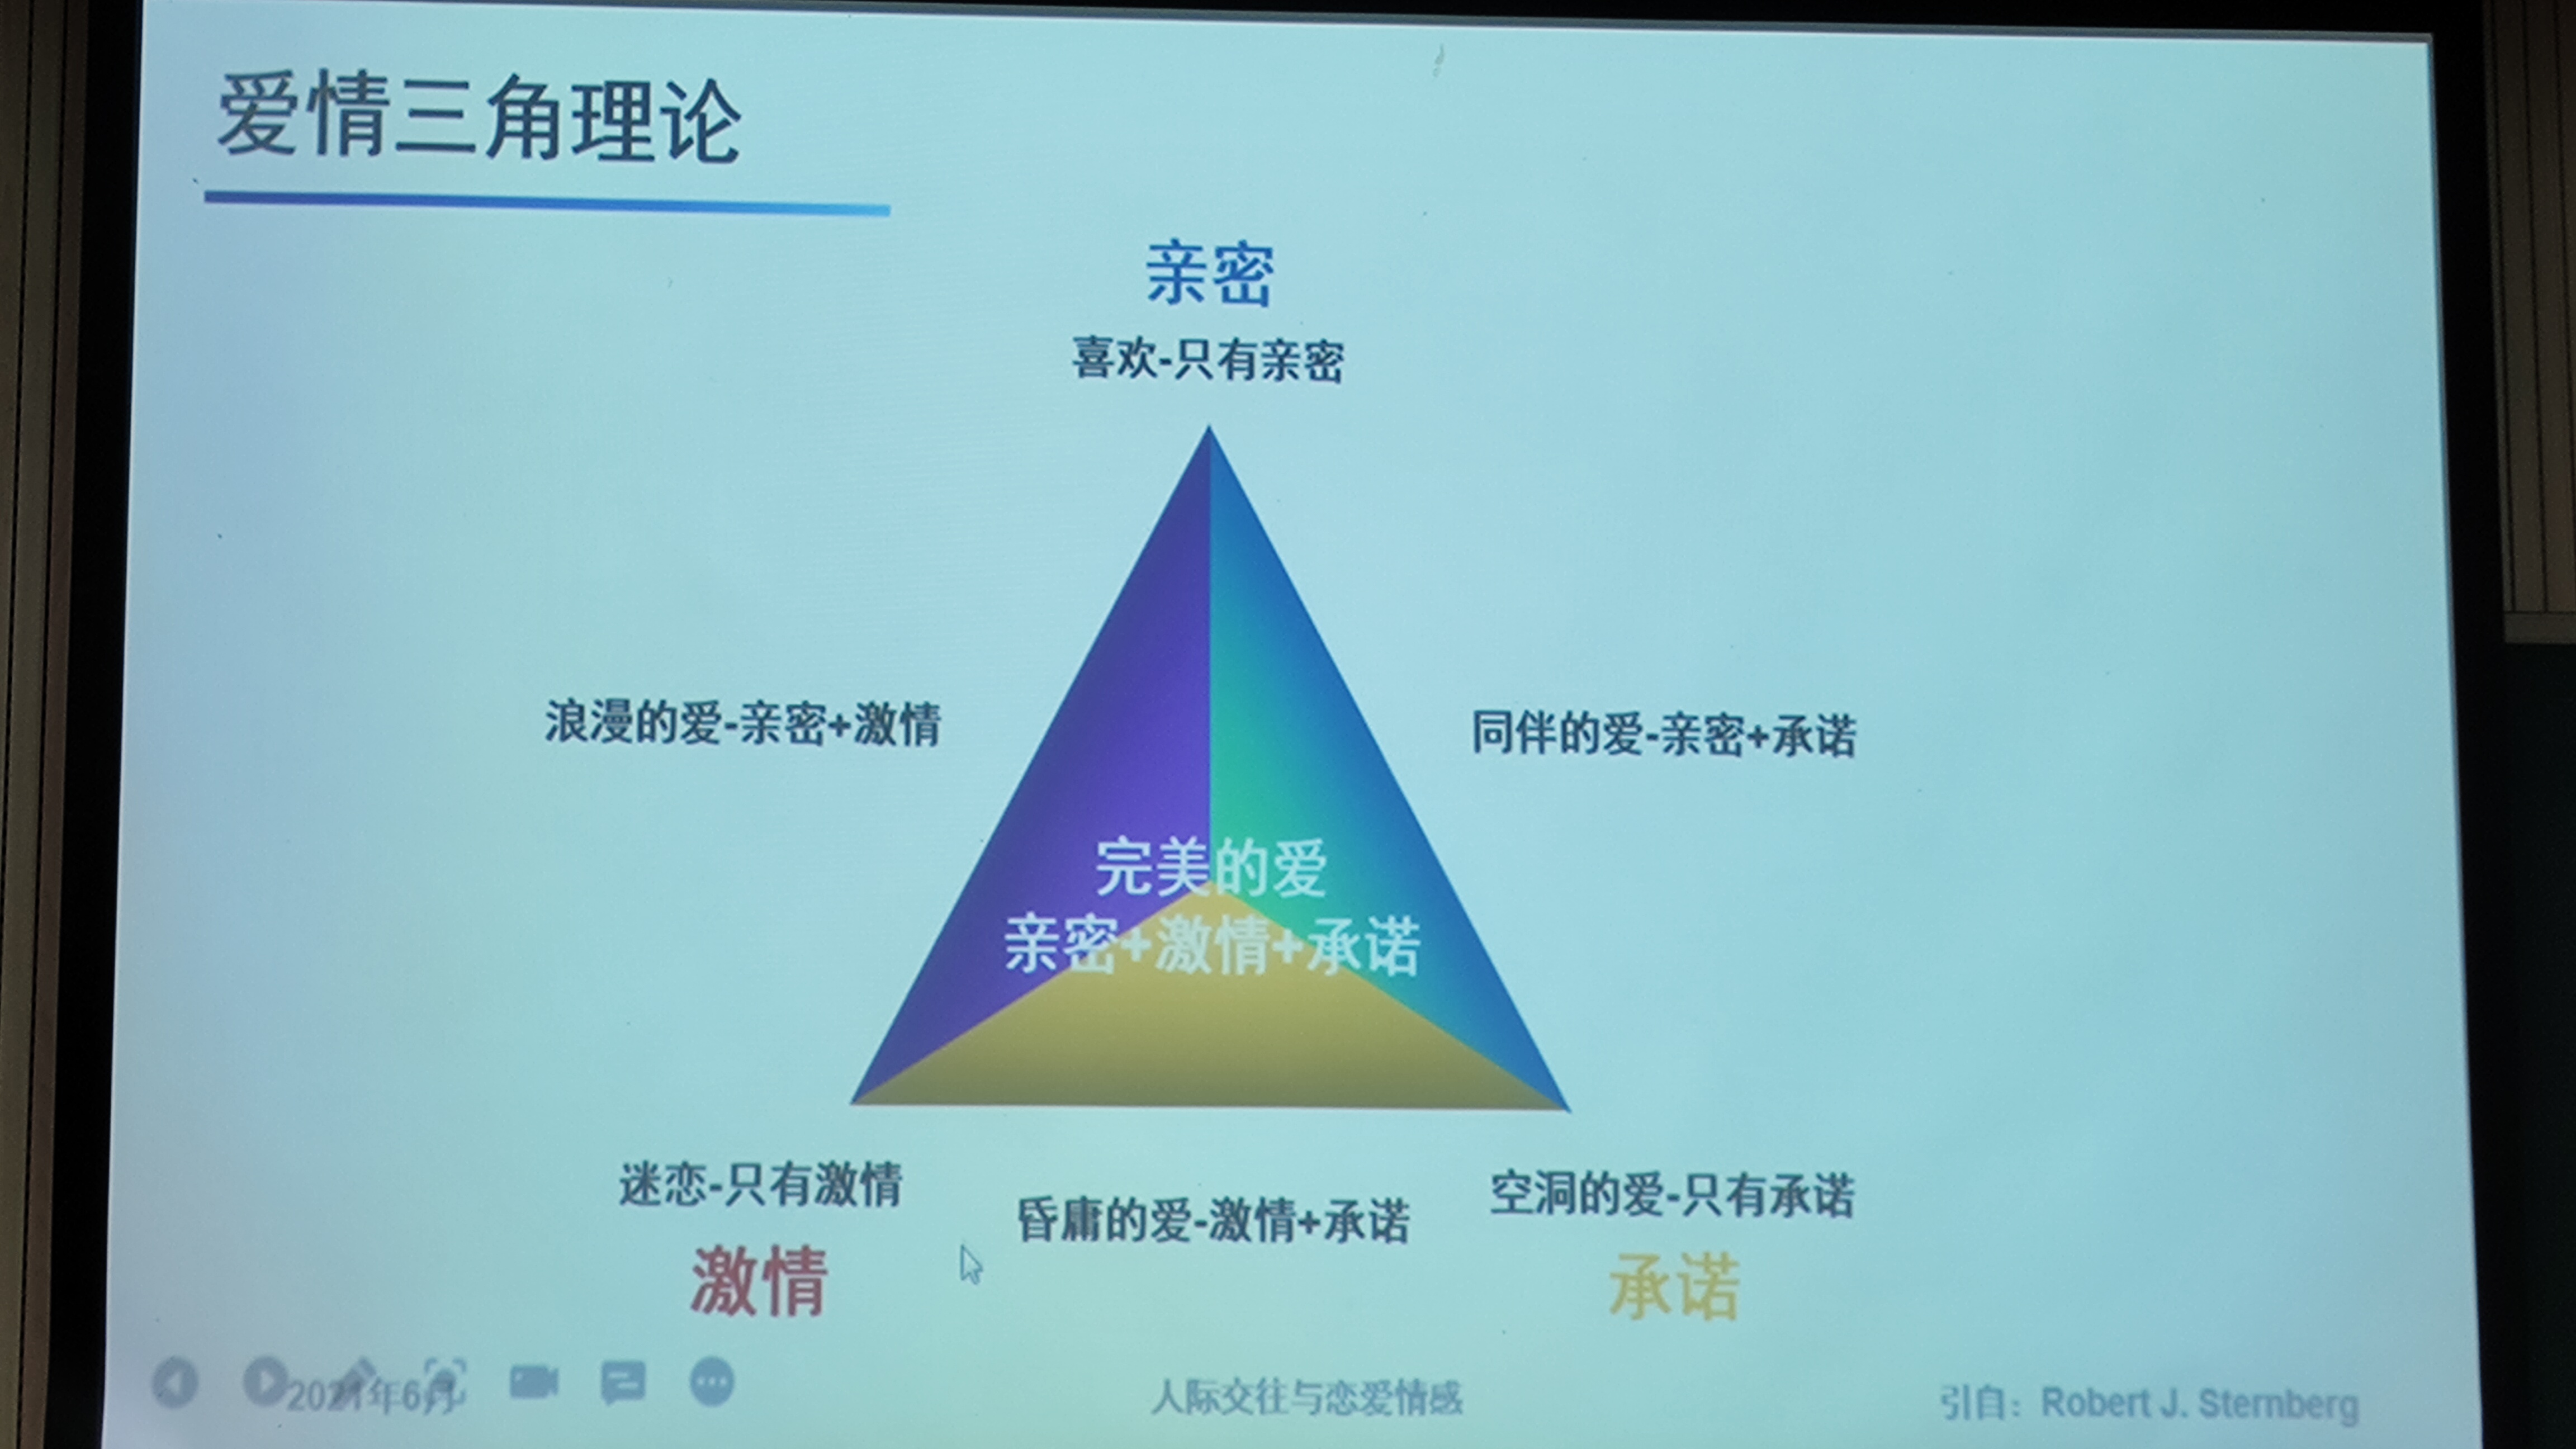 爱情三角理论
亲密
喜欢-只有亲密
浪漫的爱-亲密+激情
同伴的爱-亲密+承诺
完美的爱
亲密+激情+承诺
迷恋-只有激情
昏庸的爱-激情+承诺
空洞的爱-只有承诺
激情
承诺
2021年6月
人际交往与恋爱情感
引自：Robert J. Sternberg